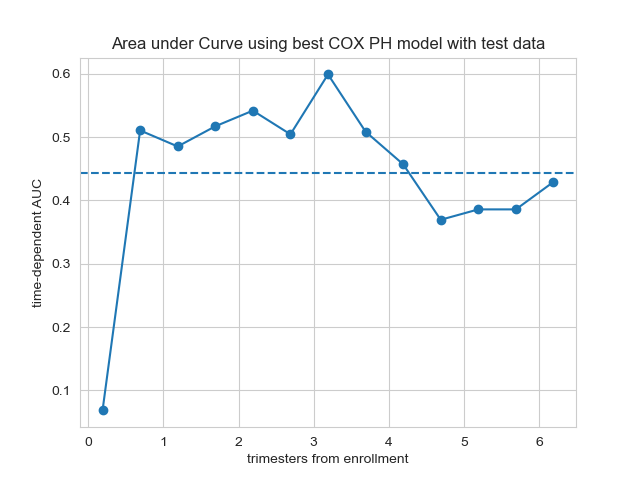 Area under Curve using best COX PH model with test data
time-dependent AUC
0.6
0.5
0.4
0.3
0.2
0.1
0 1 2 3 4 5 6
trimesters from enrollment